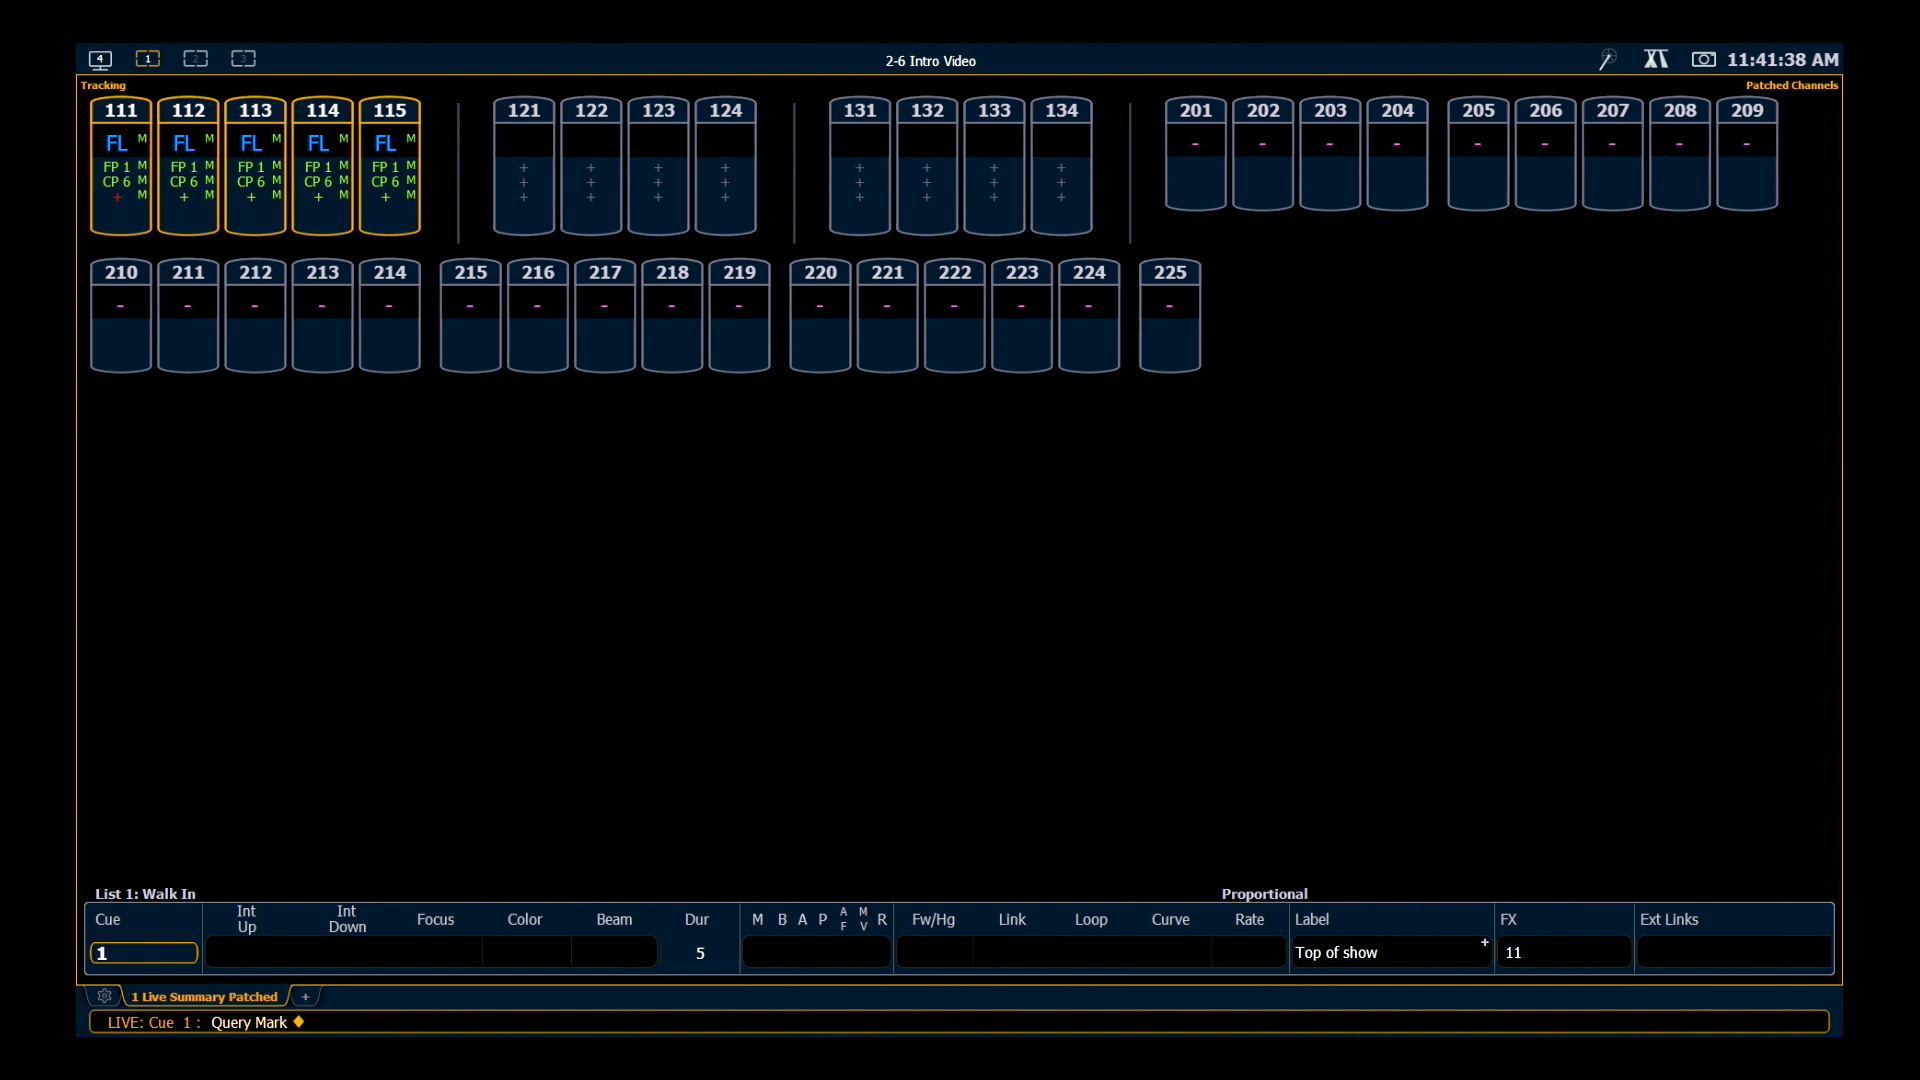 4 1 2 3 2-6 Intro Video 11:41:38 AM
Tracking Patched Channels
111 112 113 114 115 121 122 123 124 131 132 133 134 201 202 203 204 205 206 207 208 209
FL M FL M FL M FL M FL M - - - - - - - - -
FP 1 M FP 1 M FP 1 M FP 1 M FP 1 M + + + + + + + +
CP 6 M CP 6 M CP 6 M CP 6 M CP 6 M + + + + + + + +
+ M + M + M + M + M + + + + + + + +
210 211 212 213 214 215 216 217 218 219 220 221 222 223 224 225
- - - - - - - - - - - - - - - -
List 1: Walk In Proportional
Cue Int Up Int Down Focus Color Beam Dur M B A P AF MV R Fw/Hg Link Loop Curve Rate Label FX Ext Links
1 5 Top of show + 11
1 Live Summary Patched +
LIVE: Cue 1 : Query Mark